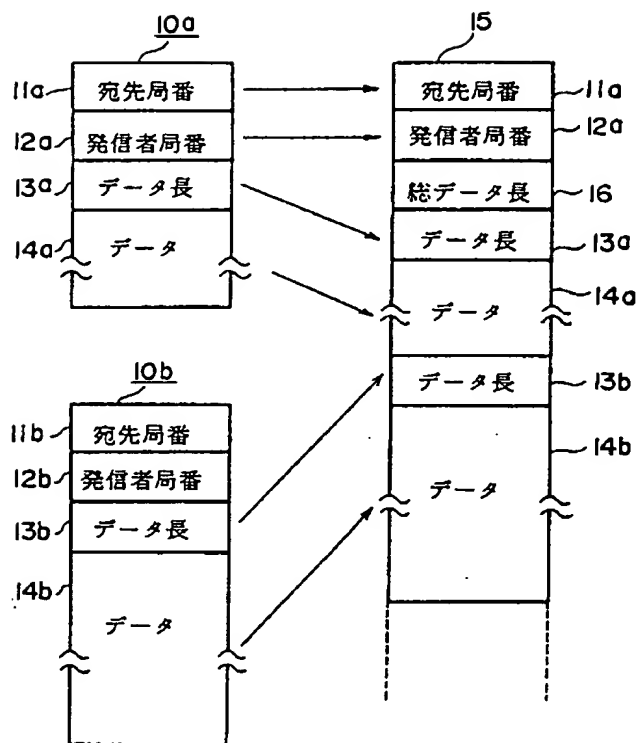 10a
11a 宛先局番
12a 発信者局番
13a データ長
14a データ
10b
11b 宛先局番
12b 発信者局番
13b データ長
14b データ
15
宛先局番 11a
発信者局番 12a
総データ長 16
データ長 13a
データ 14a
データ長 13b
データ 14b